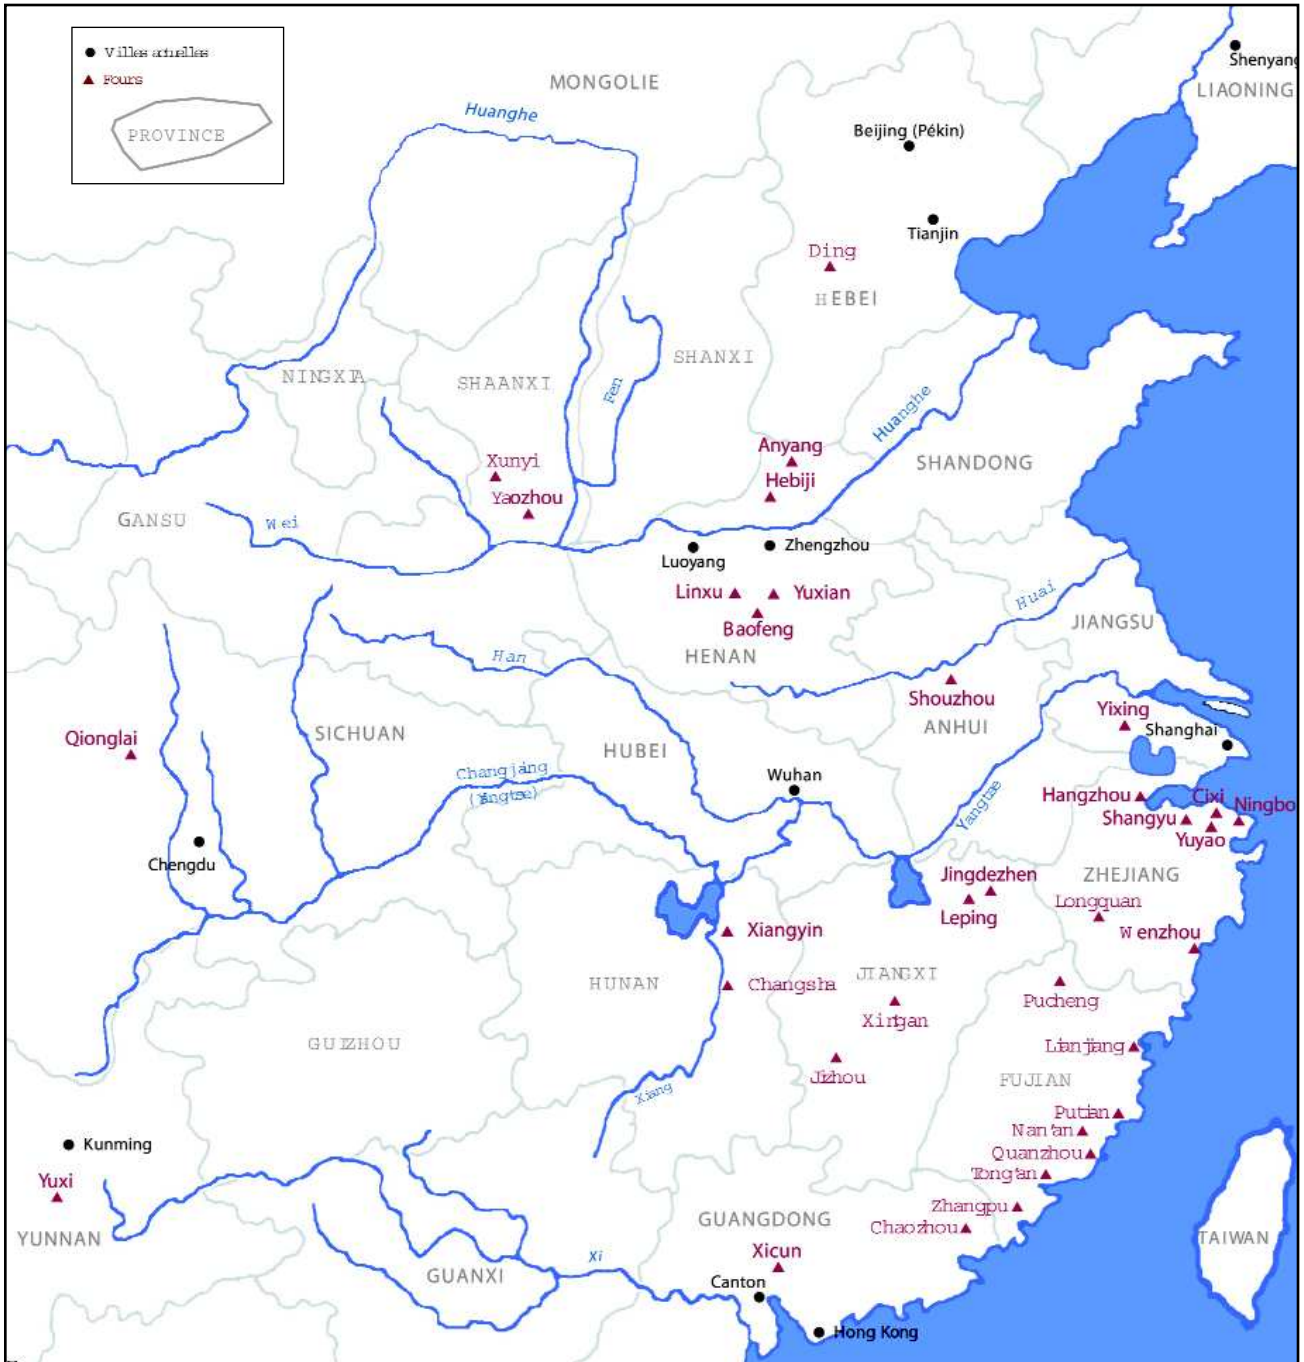 Villes actuelles
Fours
PROVINCE
MONGOLIE
Huanghe
Shenyang
LIAONING
Beijing (Pékin)
Tianjin
Ding
HEBEI
NINGXIA
SHAANXI
SHANXI
Fen
Huanghe
Anyang
Hebiji
SHANDONG
Xunyi
Yaozhou
GANSU
Wei
Luoyang
Zhengzhou
Linxu
Yuxian
Baofeng
HENAN
Huai
JIANGSU
Han
Shouzhou
ANHUI
Yixing
Shanghai
Qionglai
SICHUAN
HUBEI
Changjáng
(Yangtse)
Wuhan
Yangtze
Hangzhou
Cixi
Ningbo
Shangyu
Yuyao
Chengdu
Jingdezhen
Leping
ZHEJIANG
Longquan
Wenzhou
Xiangyin
HUNAN
Changsha
JIANGXI
Xingan
Pucheng
GUIZHOU
Jizhou
Lianjiang
FUJIAN
Xiang
Putian
Nan'an
Quanzhou
Tong'an
Kunming
Yuxi
YUNNAN
Zhangpu
Chaozhou
GUANGDONG
TAIWAN
Xicun
Xi
GUANXI
Canton
Hong Kong